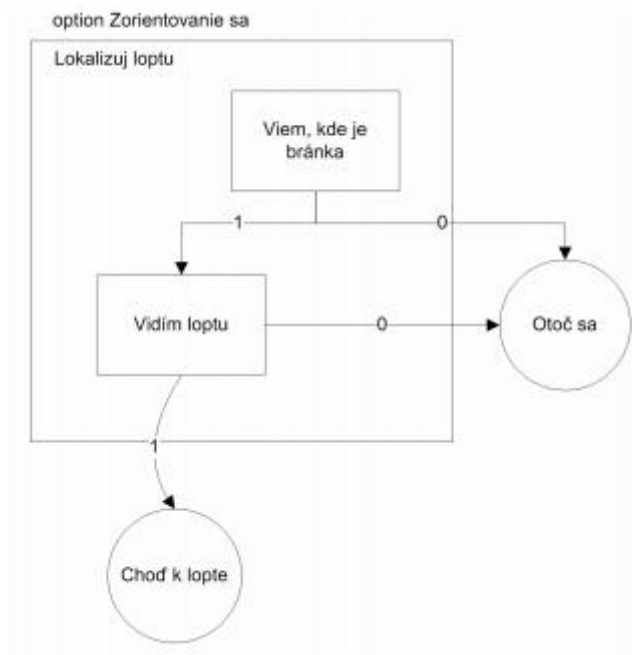 option Zorientovanie sa
Lokalizuj loptu
Viem, kde je
bránka
1
0
Vidím loptu
0
Otoč sa
1
Choď k lopte